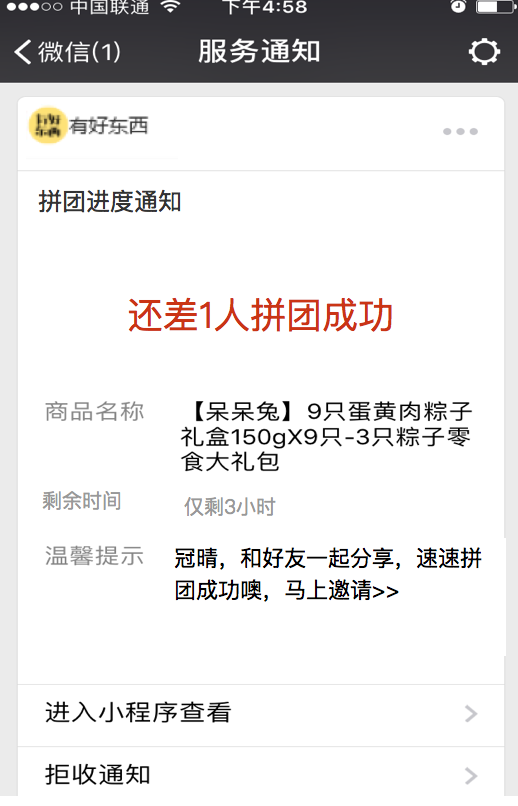 中国联通 下午4:58
微信(1) 服务通知
有好东西 有好东西
拼团进度通知
还差1人拼团成功
商品名称 【呆呆兔】9只蛋黄肉粽子
礼盒150gX9只-3只粽子零
食大礼包
剩余时间 仅剩3小时
温馨提示 冠晴，和好友一起分享，速速拼
团成功噢，马上邀请>>
进入小程序查看
拒收通知